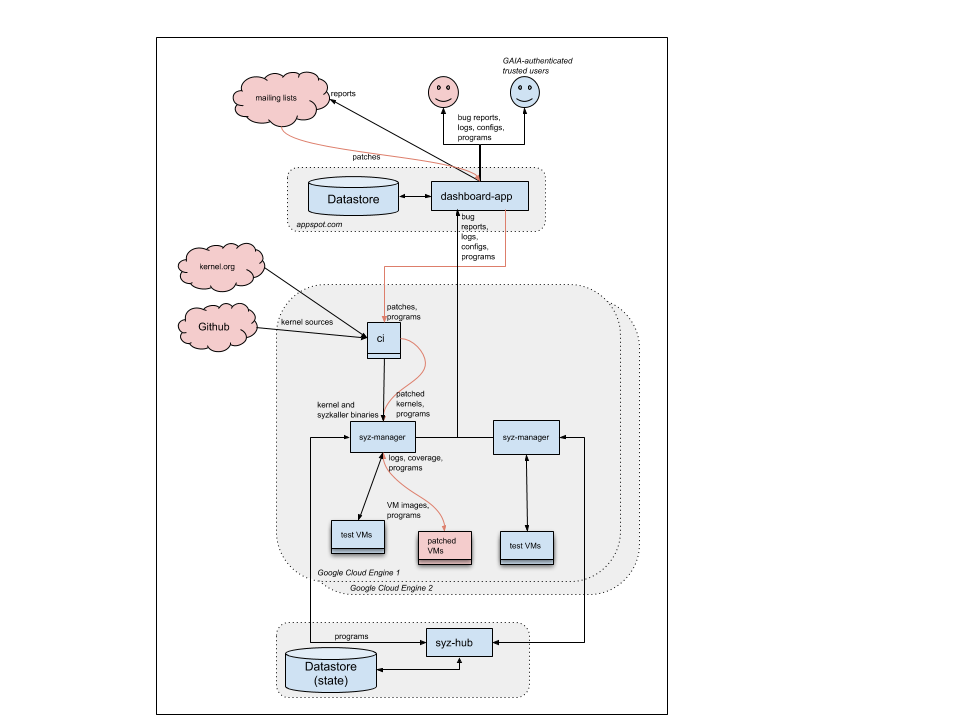 GAIA-authenticated
trusted users
mailing lists
reports
bug reports,
logs, configs,
programs
patches
Datastore
dashboard-app
appspot.com
bug
reports,
logs,
configs,
programs
kernel.org
Github
kernel sources
patches,
programs
ci
kernel and
syzkaller binaries
patched
kernels,
programs
syz-manager
syz-manager
logs, coverage,
programs
VM images,
programs
test VMs
patched
VMs
test VMs
Google Cloud Engine 1
Google Cloud Engine 2
programs
syz-hub
Datastore
(state)